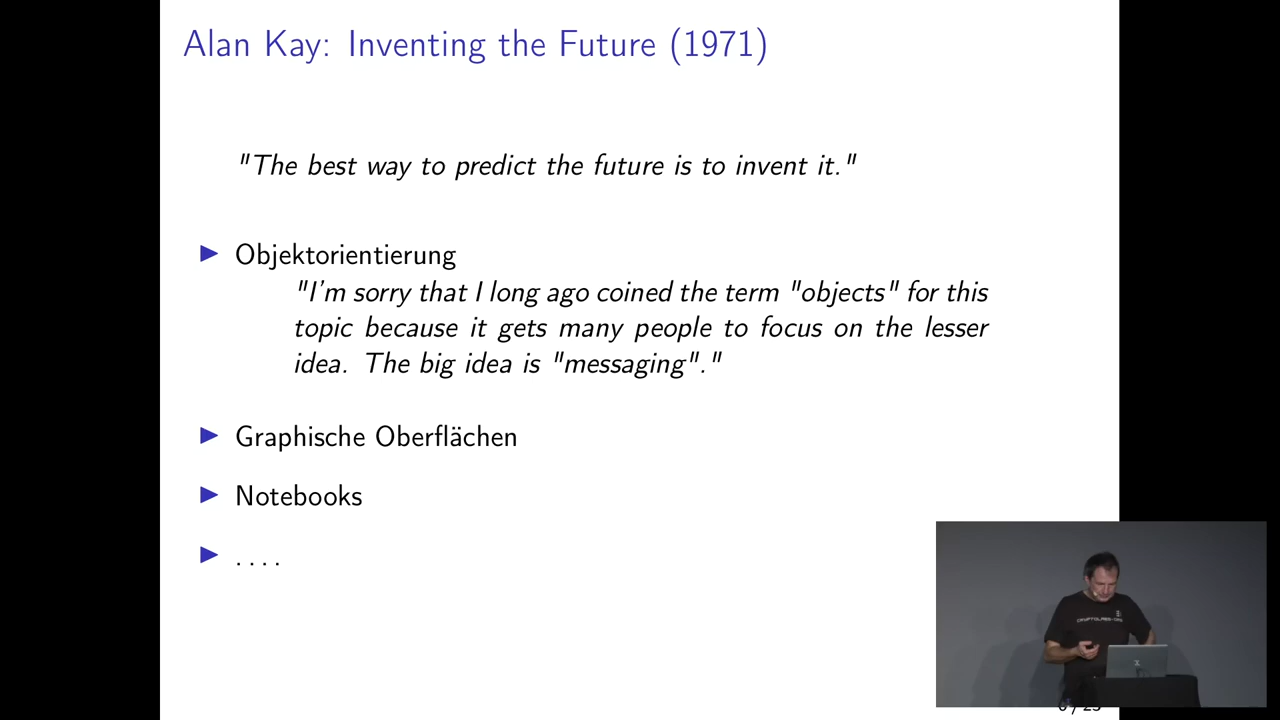 Alan Kay: Inventing the Future (1971)
"The best way to predict the future is to invent it."
▶ Objektorientierung
"I'm sorry that I long ago coined the term "objects" for this
topic because it gets many people to focus on the lesser
idea. The big idea is "messaging"."
▶ Graphische Oberflächen
▶ Notebooks
▶ . . . .